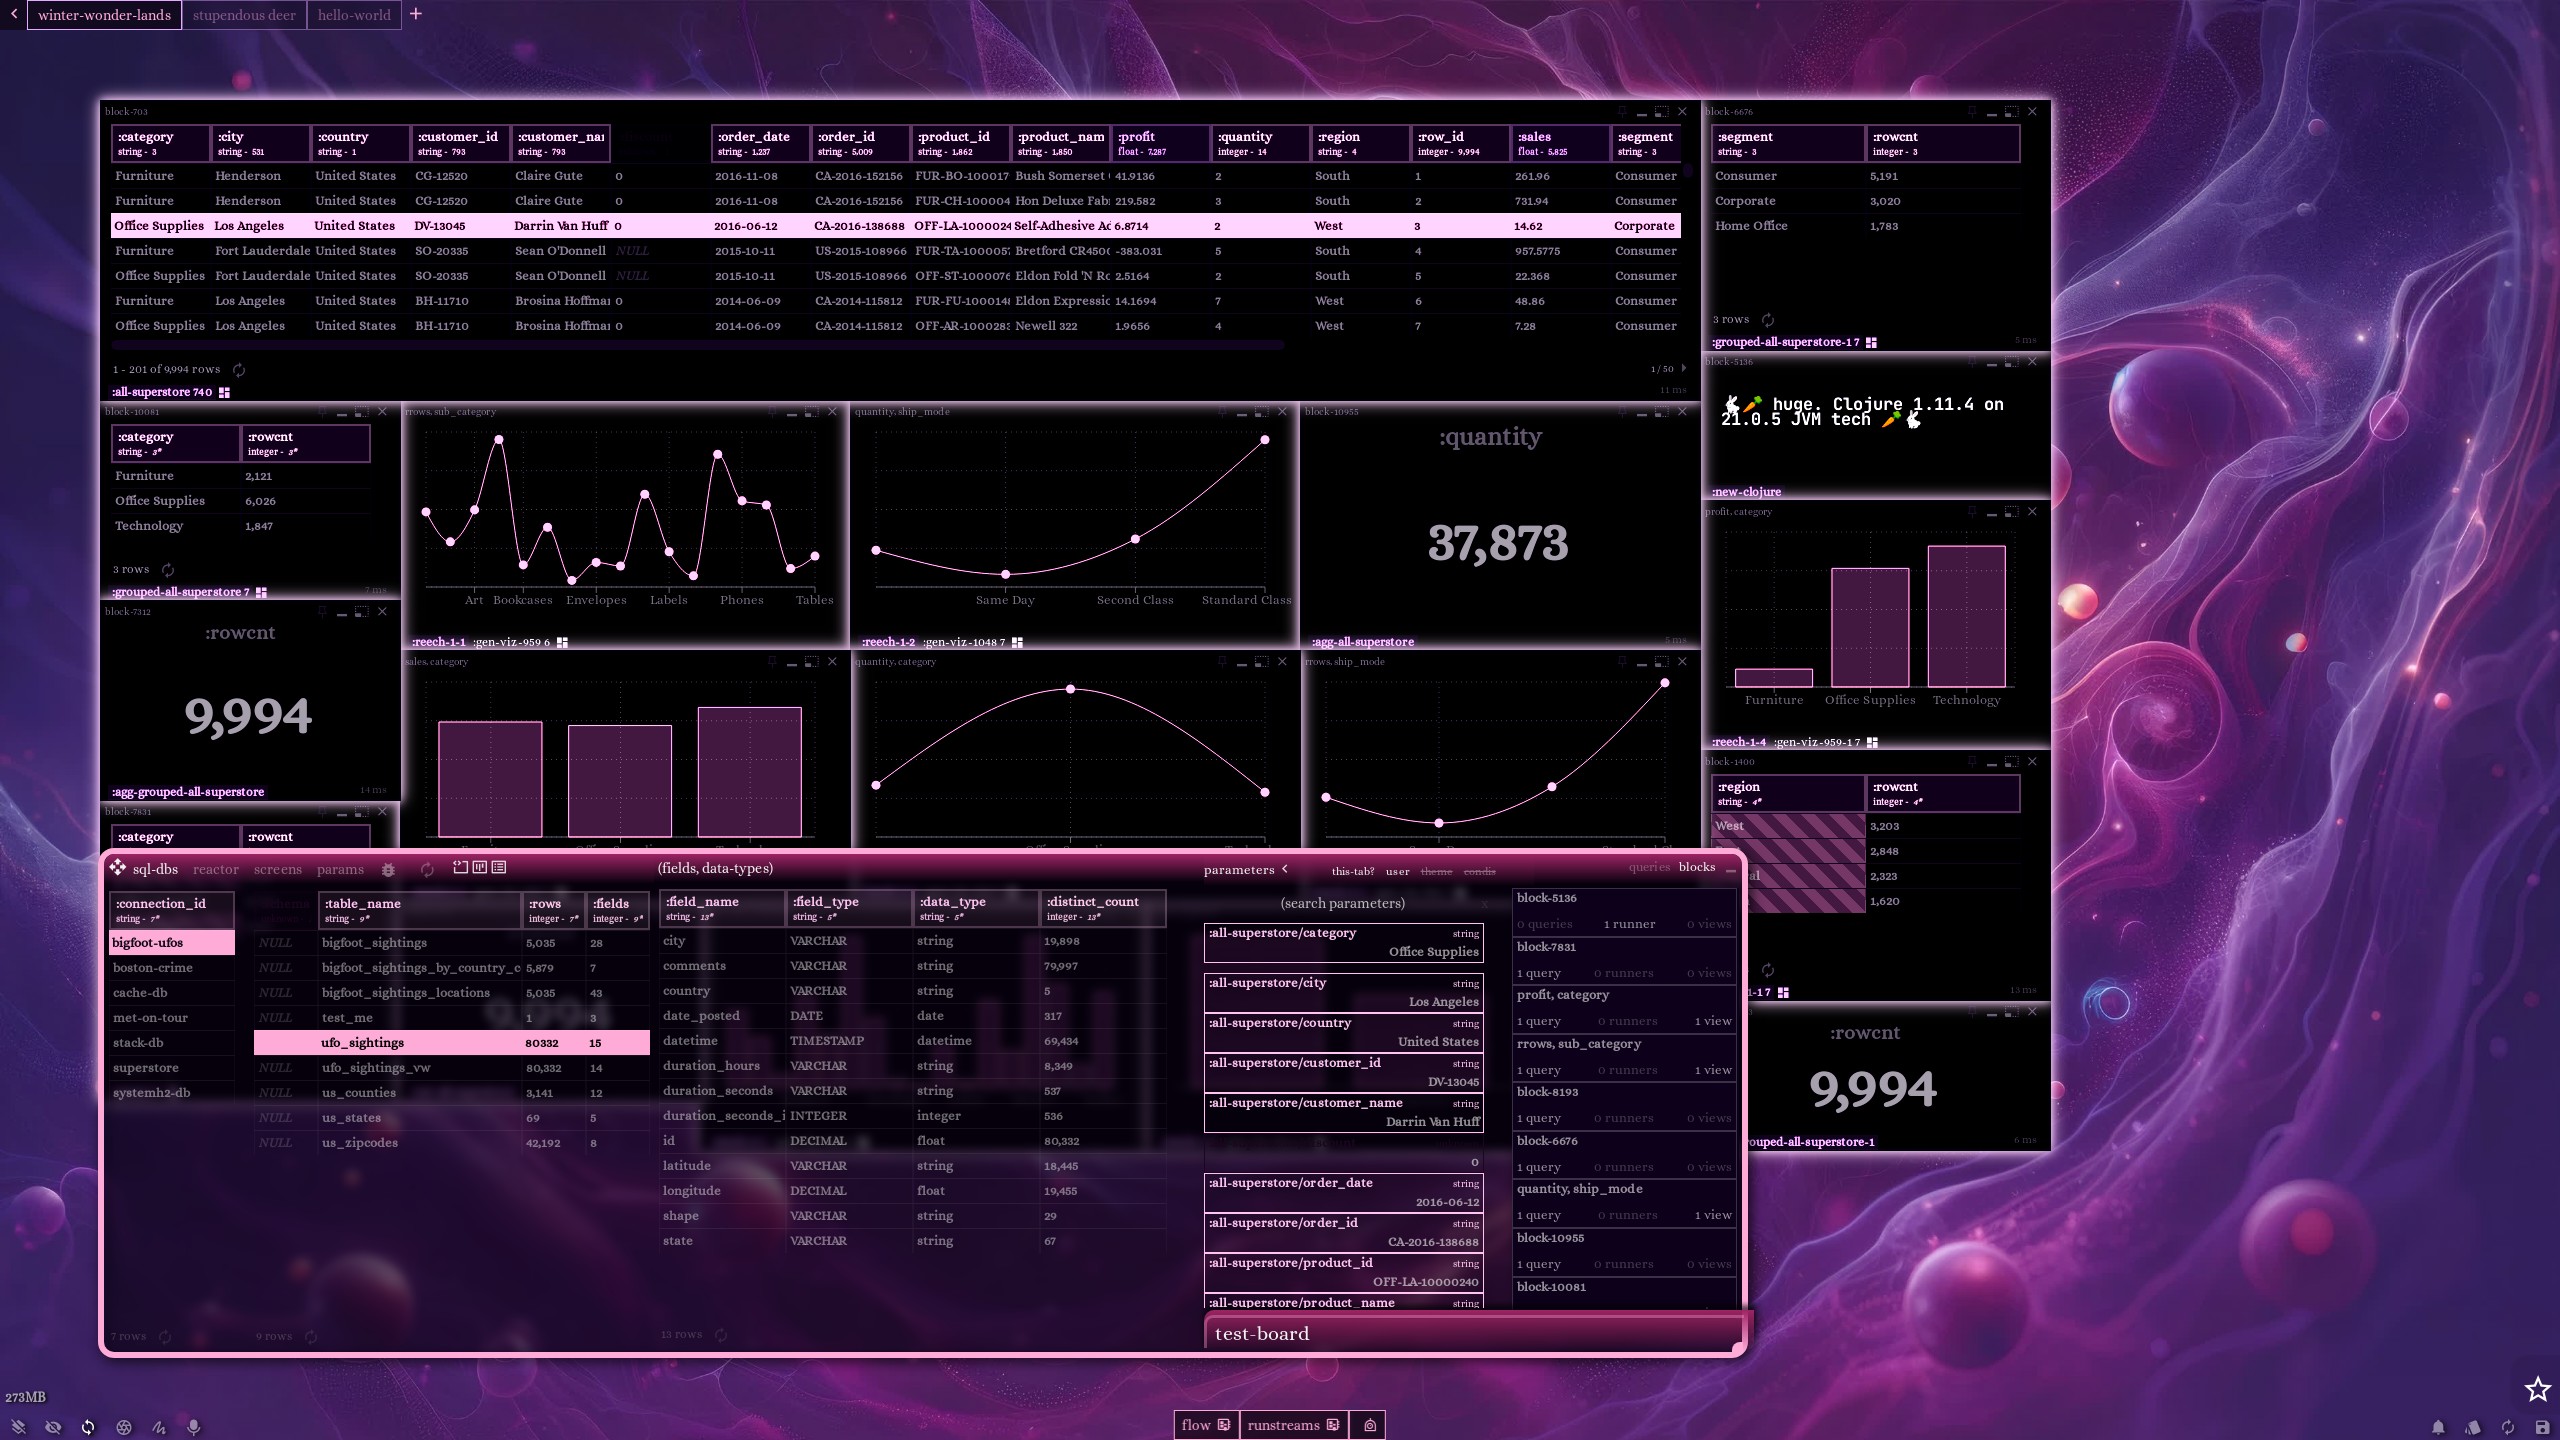 winter-wonder-lands stupendous deer hello-world +
block-703
:category :city :country :customer_id :customer_nai :order_date :order_id :product_id :product_nam :profit :quantity :region :row_id :sales :segment
string - 3 string - 531 string - 1 string - 793 string - 793 string - 1,237 string - 5,009 string - 1,862 string - 1,850 float - 7,287 integer - 14 string - 4 integer - 9,994 float - 5,825 string - 3
Furniture Henderson United States CG-12520 Claire Gute 0 2016-11-08 CA-2016-152156 FUR-BO-100017 Bush Somerset 41.9136 2 South 1 261.96 Consumer
Furniture Henderson United States CG-12520 Claire Gute 0 2016-11-08 CA-2016-152156 FUR-CH-100004 Hon Deluxe Fab 219.582 3 South 2 731.94 Consumer
Office Supplies Los Angeles United States DV-13045 Darrin Van Huff 0 2016-06-12 CA-2016-138688 OFF-LA-1000024 Self-Adhesive Ac 6.8714 2 West 3 14.62 Corporate
Furniture Fort Lauderdale United States SO-20335 Sean O'Donnell NULL 2015-10-11 US-2015-108966 FUR-TA-100005 Bretford CR450 -383.031 5 South 4 957.5775 Consumer
Office Supplies Fort Lauderdale United States SO-20335 Sean O'Donnell NULL 2015-10-11 US-2015-108966 OFF-ST-1000076 Eldon Fold 'N Ro 2.5164 2 South 5 22.368 Consumer
Furniture Los Angeles United States BH-11710 Brosina Hoffma 0 2014-06-09 CA-2014-115812 FUR-FU-100014 Eldon Expressio 14.1694 7 West 6 48.86 Consumer
Office Supplies Los Angeles United States BH-11710 Brosina Hoffma 0 2014-06-09 CA-2014-115812 OFF-AR-100028 Newell 322 1.9656 4 West 7 7.28 Consumer
1 - 201 of 9,994 rows 1 / 50
:all-superstore 740 11 ms
block-6676
:segment :rowcnt
string - 3 integer - 3
Consumer 5,191
Corporate 3,020
Home Office 1,783
3 rows
:grouped-all-superstore-1 7 5 ms
block-5136
🐇🥕 huge. Clojure 1.11.4 on
21.0.5 JVM tech 🥕🐇
:new-clojure
block-10081
:category :rowcnt
string - 3* integer - 3*
Furniture 2,121
Office Supplies 6,026
Technology 1,847
3 rows
:grouped-all-superstore 7 7 ms
rrows, sub_category
Art Bookcases Envelopes Labels Phones Tables
:reech-1-1 :gen-viz-959 6
quantity, ship_mode
Same Day Second Class Standard Class
:reech-1-2 :gen-viz-1048 7
block-10955
:quantity
37,873
:agg-all-superstore 5 ms
profit, category
Furniture Office Supplies Technology
:reech-1-4 :gen-viz-959-1 7
block-7312
:rowcnt
9,994
:agg-grouped-all-superstore 14 ms
sales, category
quantity, category
rrows, ship_mode
block-1400
:region :rowcnt
string - 4* integer - 4*
West 3,203
2,848
al 2,323
1,620
-1 7 13 ms
block-7831
:category :rowcnt
:rowcnt
9,994
ouped-all-superstore-1 6 ms
sql-dbs reactor screens params
(fields, data-types)
:connection_id
string - 7*
bigfoot-ufos
boston-crime
cache-db
met-on-tour
stack-db
superstore
systemh2-db
7 rows
:table_name :rows :fields
string - 9* integer - 7* integer - 9*
NULL bigfoot_sightings 5,035 28
NULL bigfoot_sightings_by_country_c 5,879 7
NULL bigfoot_sightings_locations 5,035 43
NULL test_me 1 3
ufo_sightings 80332 15
NULL ufo_sightings_vw 80,332 14
NULL us_counties 3,141 12
NULL us_states 69 5
NULL us_zipcodes 42,192 8
9 rows
:field_name :field_type :data_type :distinct_count
string - 13* string - 5* string - 5* integer - 13*
city VARCHAR string 19,898
comments VARCHAR string 79,997
country VARCHAR string 5
date_posted DATE date 317
datetime TIMESTAMP datetime 69,434
duration_hours VARCHAR string 8,349
duration_seconds VARCHAR string 537
duration_seconds_i INTEGER integer 536
id DECIMAL float 80,332
latitude VARCHAR string 18,445
longitude DECIMAL float 19,455
shape VARCHAR string 29
state VARCHAR string 67
13 rows
parameters this-tab? user theme condis
(search parameters) x
:all-superstore/category string
Office Supplies
:all-superstore/city string
Los Angeles
:all-superstore/country string
United States
:all-superstore/customer_id string
DV-13045
:all-superstore/customer_name string
Darrin Van Huff
0
:all-superstore/order_date string
2016-06-12
:all-superstore/order_id string
CA-2016-138688
:all-superstore/product_id string
OFF-LA-10000240
:all-superstore/product_name string
queries blocks
block-5136
0 queries 1 runner 0 views
block-7831
1 query 0 runners 0 views
profit, category
1 query 0 runners 1 view
rrows, sub_category
1 query 0 runners 1 view
block-8193
1 query 0 runners 0 views
block-6676
1 query 0 runners 0 views
quantity, ship_mode
1 query 0 runners 1 view
block-10955
1 query 0 runners 0 views
block-10081
test-board
273MB
flow runstreams